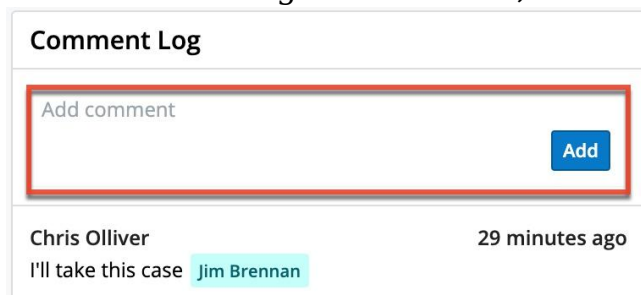 Comment Log
Add comment
Add
Chris Olliver 29 minutes ago
I'll take this case Jim Brennan